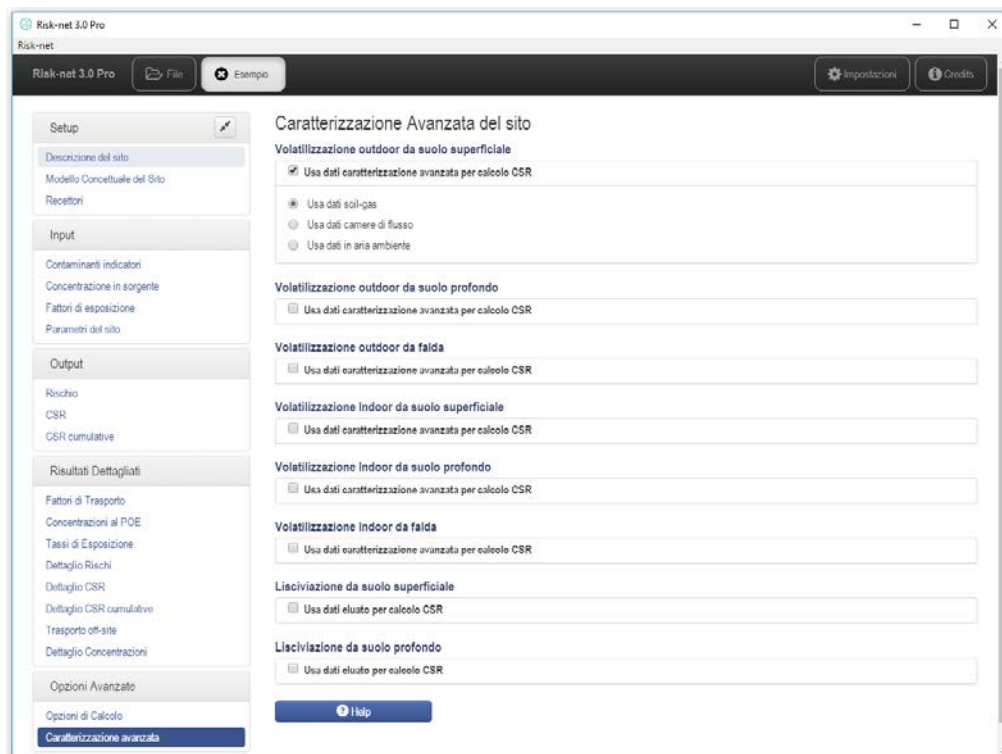 Risk-net 3.0 Pro
Risk-net
Risk-net 3.0 Pro
File
Esempio
Impostazioni
Credits
Setup
Descrizione del sito
Modello Concettuale del Sito
Recettori
Input
Contaminanti indicatori
Concentrazione in sorgente
Fattori di esposizione
Parametri del sito
Output
Rischio
CSR
CSR cumulative
Risultati Dettagliati
Fattori di Trasporto
Concentrazioni al POE
Tassi di Esposizione
Dettaglio Rischi
Dettaglio CSR
Dettaglio CSR cumulative
Trasporto off-site
Dettaglio Concentrazioni
Opzioni Avanzate
Opzioni di Calcolo
Caratterizzazione avanzata
Caratterizzazione Avanzata del sito
Volatilizzazione outdoor da suolo superficiale
Usa dati caratterizzazione avanzata per calcolo CSR
Usa dati soil-gas
Usa dati camere di flusso
Usa dati in aria ambiente
Volatilizzazione outdoor da suolo profondo
Usa dati caratterizzazione avanzata per calcolo CSR
Volatilizzazione outdoor da falda
Usa dati caratterizzazione avanzata per calcolo CSR
Volatilizzazione Indoor da suolo superficiale
Usa dati caratterizzazione avanzata per calcolo CSR
Volatilizzazione Indoor da suolo profondo
Usa dati caratterizzazione avanzata per calcolo CSR
Volatilizzazione Indoor da falda
Usa dati caratterizzazione avanzata per calcolo CSR
Lisciviazione da suolo superficiale
Usa dati eluato per calcolo CSR
Lisciviazione da suolo profondo
Usa dati eluato per calcolo CSR
Help